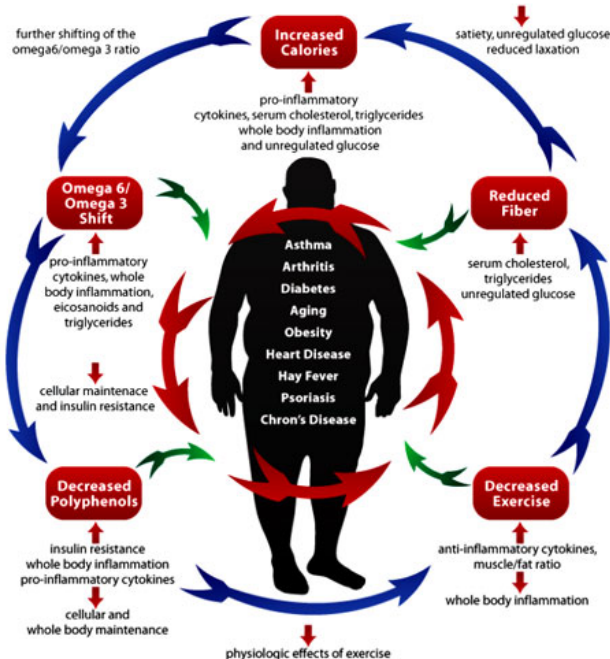 further shifting of the
omega6/omega 3 ratio
Increased
Calories
satiety, unregulated glucose
reduced laxation
pro-inflammatory
cytokines, serum cholesterol, triglycerides
whole body inflammation
and unregulated glucose
Omega 6/
Omega 3
Shift
pro-inflammatory
cytokines, whole
body inflammation,
eicosanoids and
triglycerides
cellular maintenace
and insulin resistance
Reduced
Fiber
serum cholesterol,
triglycerides
unregulated glucose
Asthma
Arthritis
Diabetes
Aging
Obesity
Heart Disease
Hay Fever
Psoriasis
Chron's Disease
Decreased
Polyphenols
insulin resistance
whole body inflammation
pro-inflammatory cytokines
cellular and
whole body maintenance
Decreased
Exercise
anti-inflammatory cytokines,
muscle/fat ratio
whole body inflammation
physiologic effects of exercise